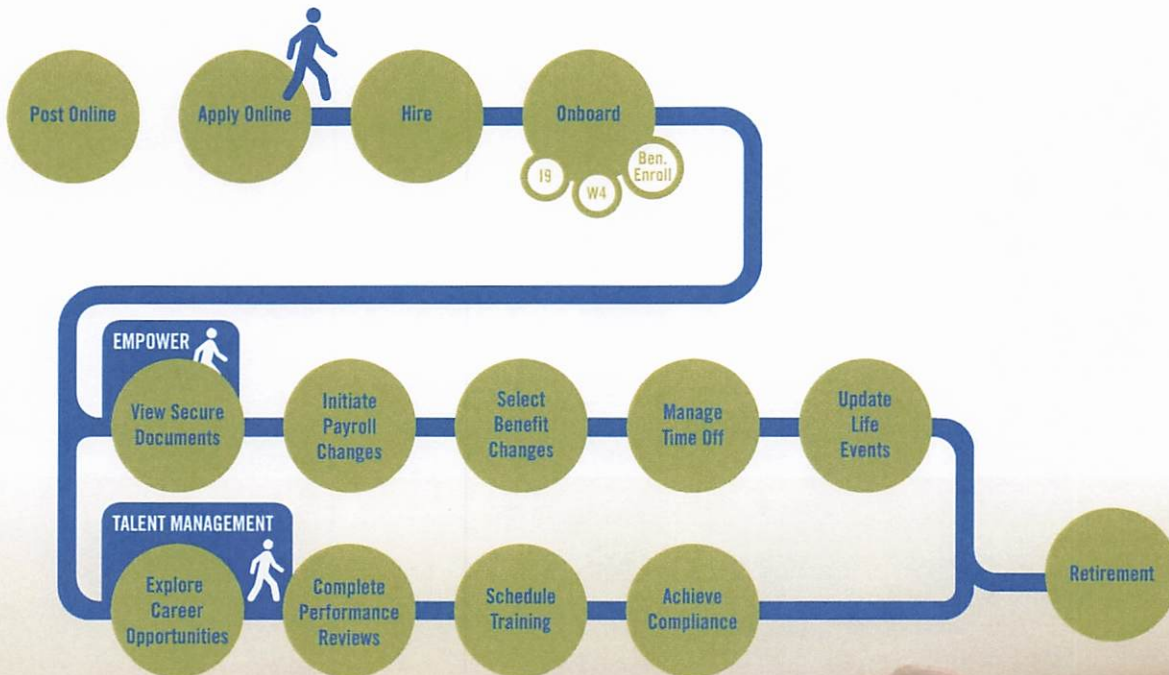 Post Online
Apply Online
Hire
Onboard
I9
W4
Ben.
Enroll
EMPOWER
View Secure
Documents
Initiate
Payroll
Changes
Select
Benefit
Changes
Manage
Time Off
Update
Life
Events
TALENT MANAGEMENT
Explore
Career
Opportunities
Complete
Performance
Reviews
Schedule
Training
Achieve
Compliance
Retirement